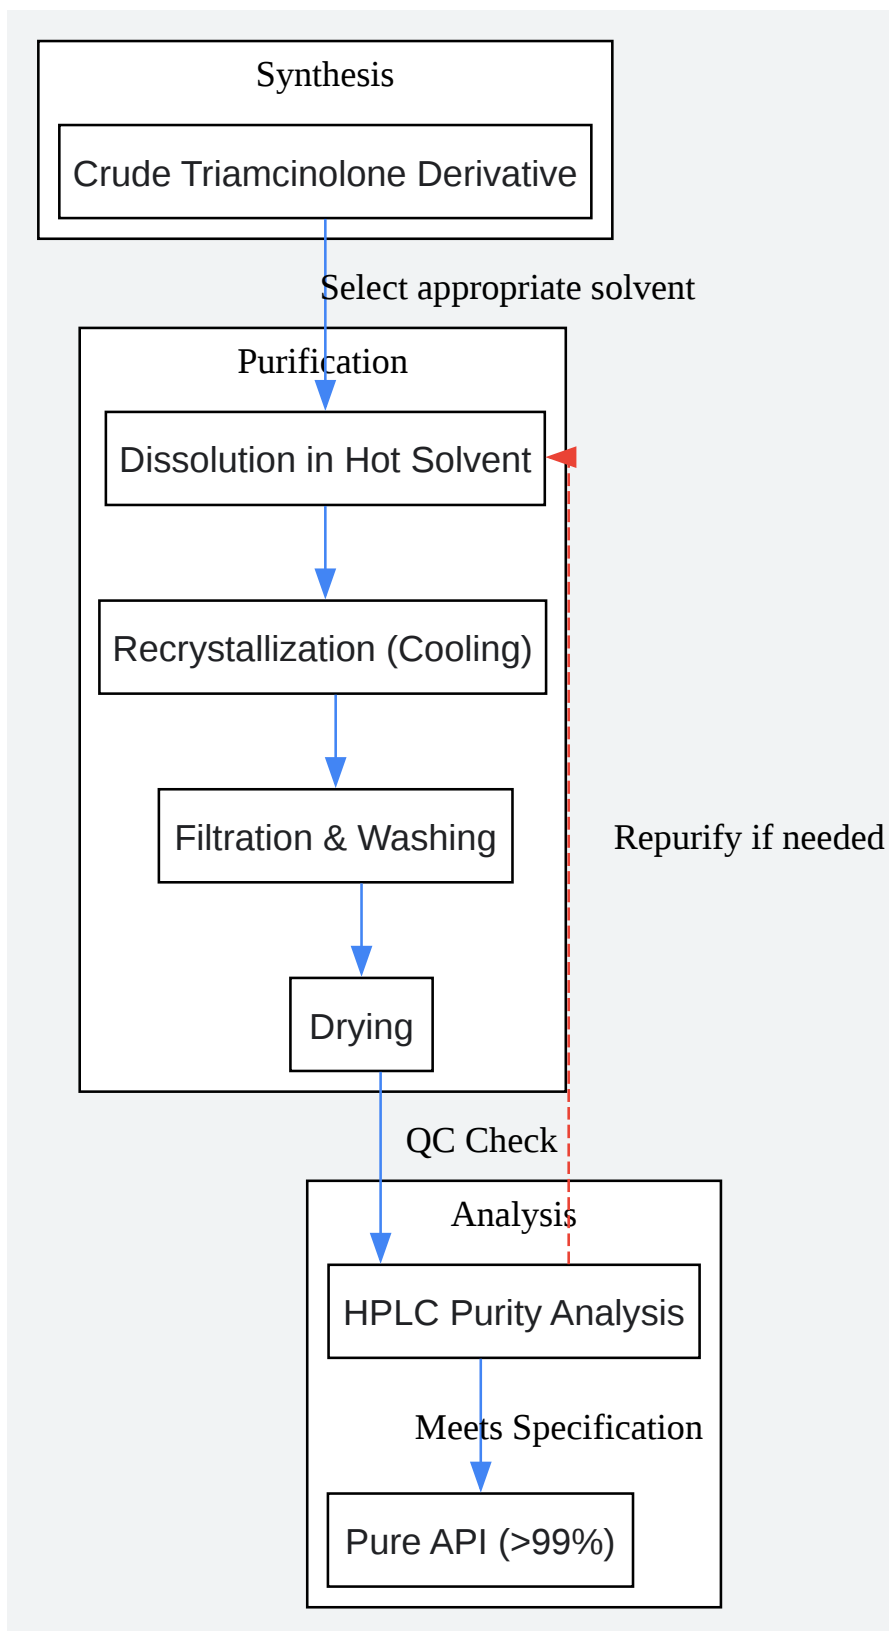 Synthesis
Crude Triamcinolone Derivative
Select appropriate solvent
Purification
Dissolution in Hot Solvent
Recrystallization (Cooling)
Filtration & Washing
Repurify if needed
Drying
QC Check
Analysis
HPLC Purity Analysis
Meets Specification
Pure API (>99%)